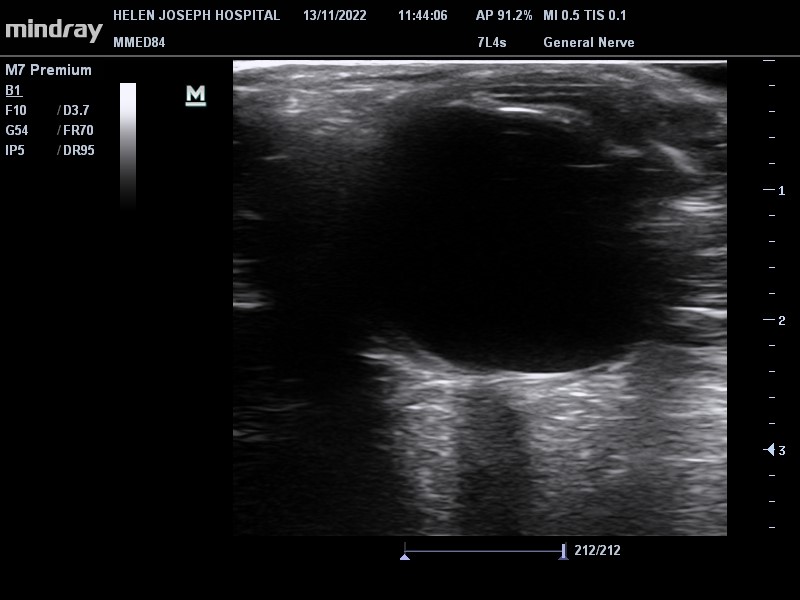 mindray
HELEN JOSEPH HOSPITAL 13/11/2022 11:44:06 AP 91.2% MI 0.5 TIS 0.1
MMED84 7L4s General Nerve
M7 Premium
B1
F10 / D3.7
G54 / FR70
IP5 / DR95
M
1
2
3
212/212